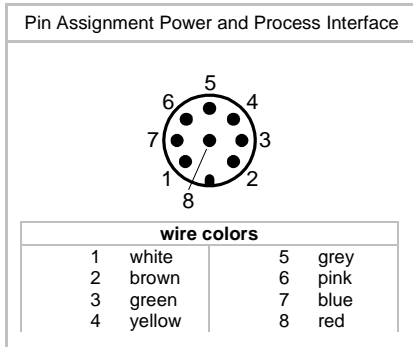 Pin Assignment Power and Process Interface
5
6 4
7 3
1 2
8
wire colors
1 white 5 grey
2 brown 6 pink
3 green 7 blue
4 yellow 8 red